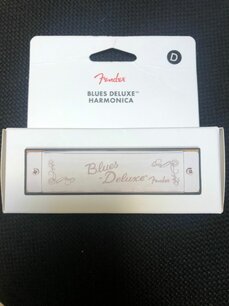 Fender
D
BLUES DELUXE™
HARMONICA
Blues
Deluxe
Fender